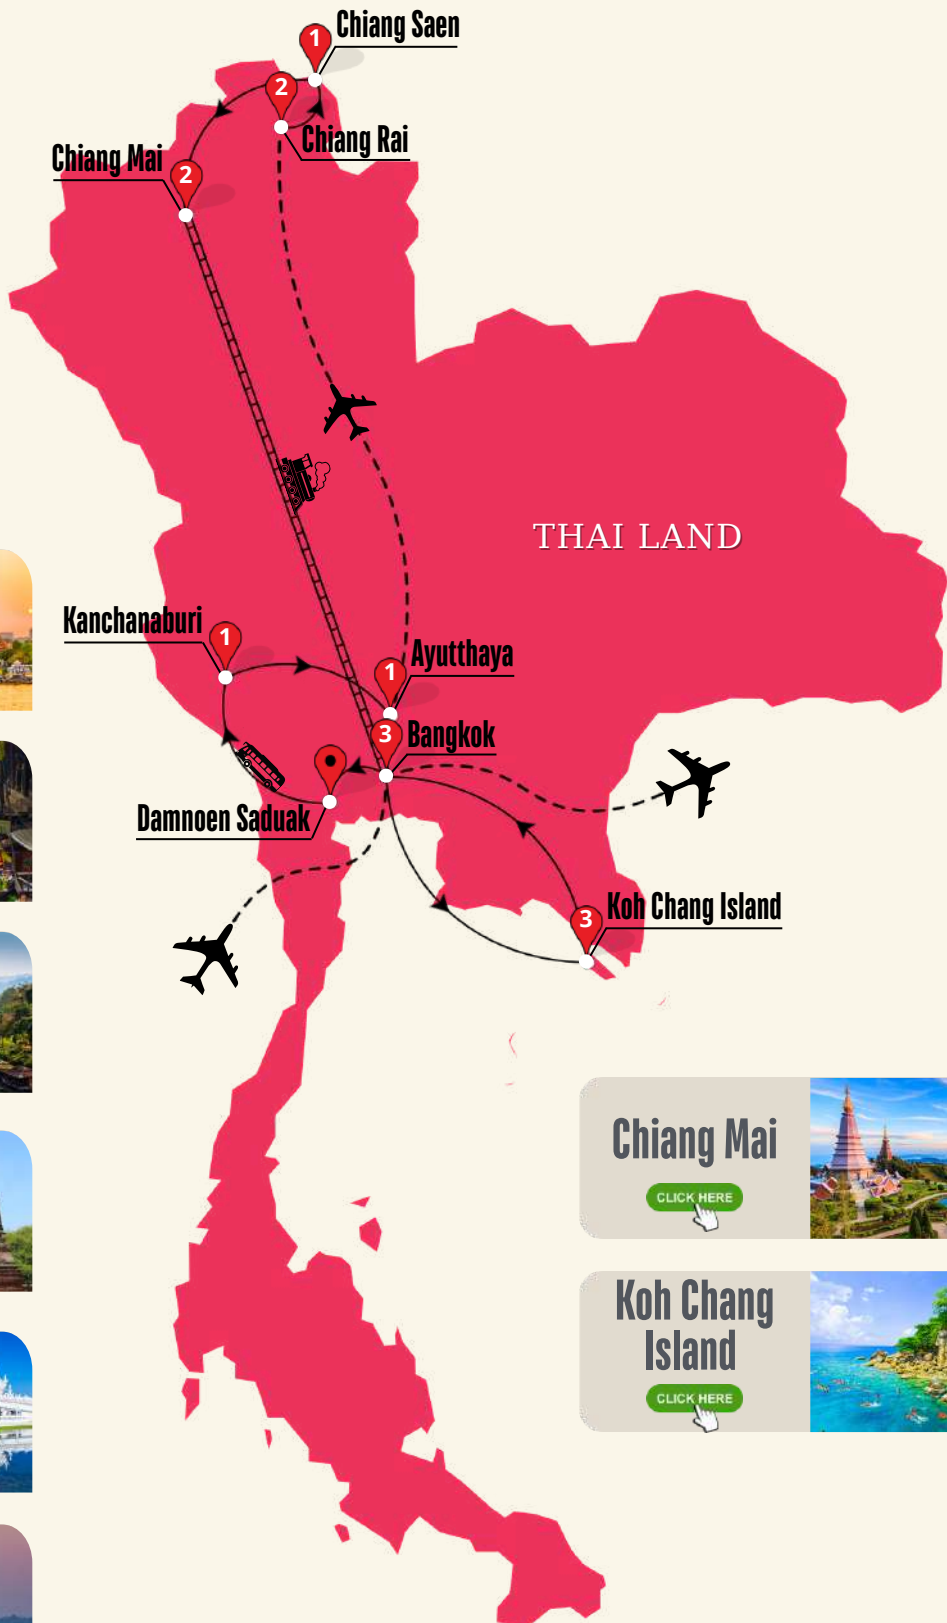 1
Chiang Saen
2
Chiang Rai
Chiang Mai
2
THAI LAND
Kanchanaburi
1
Ayutthaya
1
3
Bangkok
Damnoen Saduak
3
Koh Chang Island
Chiang Mai
CLICK HERE
Koh Chang
Island
CLICK HERE